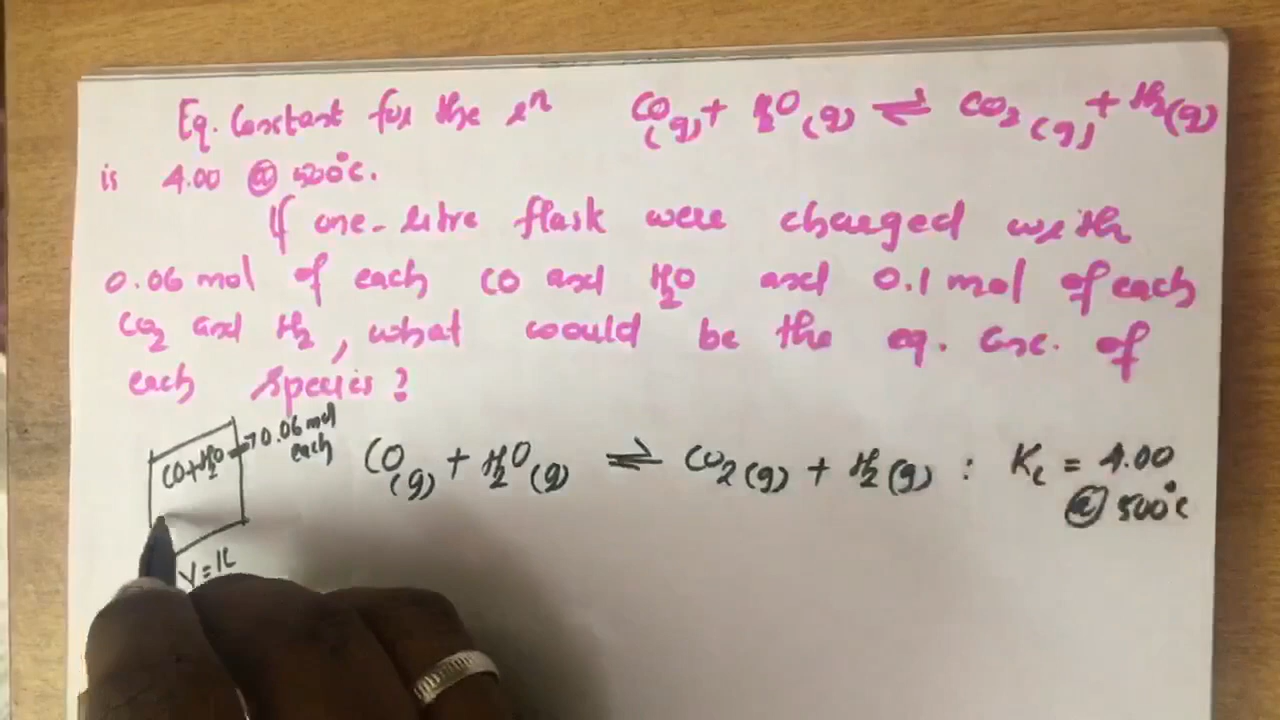 Eq. Constant for the rn CO(g) + H2O(g) ⇌ CO2(g) + H2(g)
is 4.00 @ 500°c.
If one-litre flask were charged with
0.06 mol of each CO and H2O and 0.1 mol of each
CO2 and H2, what would be the eq. Conc. of
each species?
CO+H2O → 0.06 mol each
V=1L
CO(g) + H2O(g) ⇌ CO2(g) + H2(g) : Kc = 4.00
@ 500°c